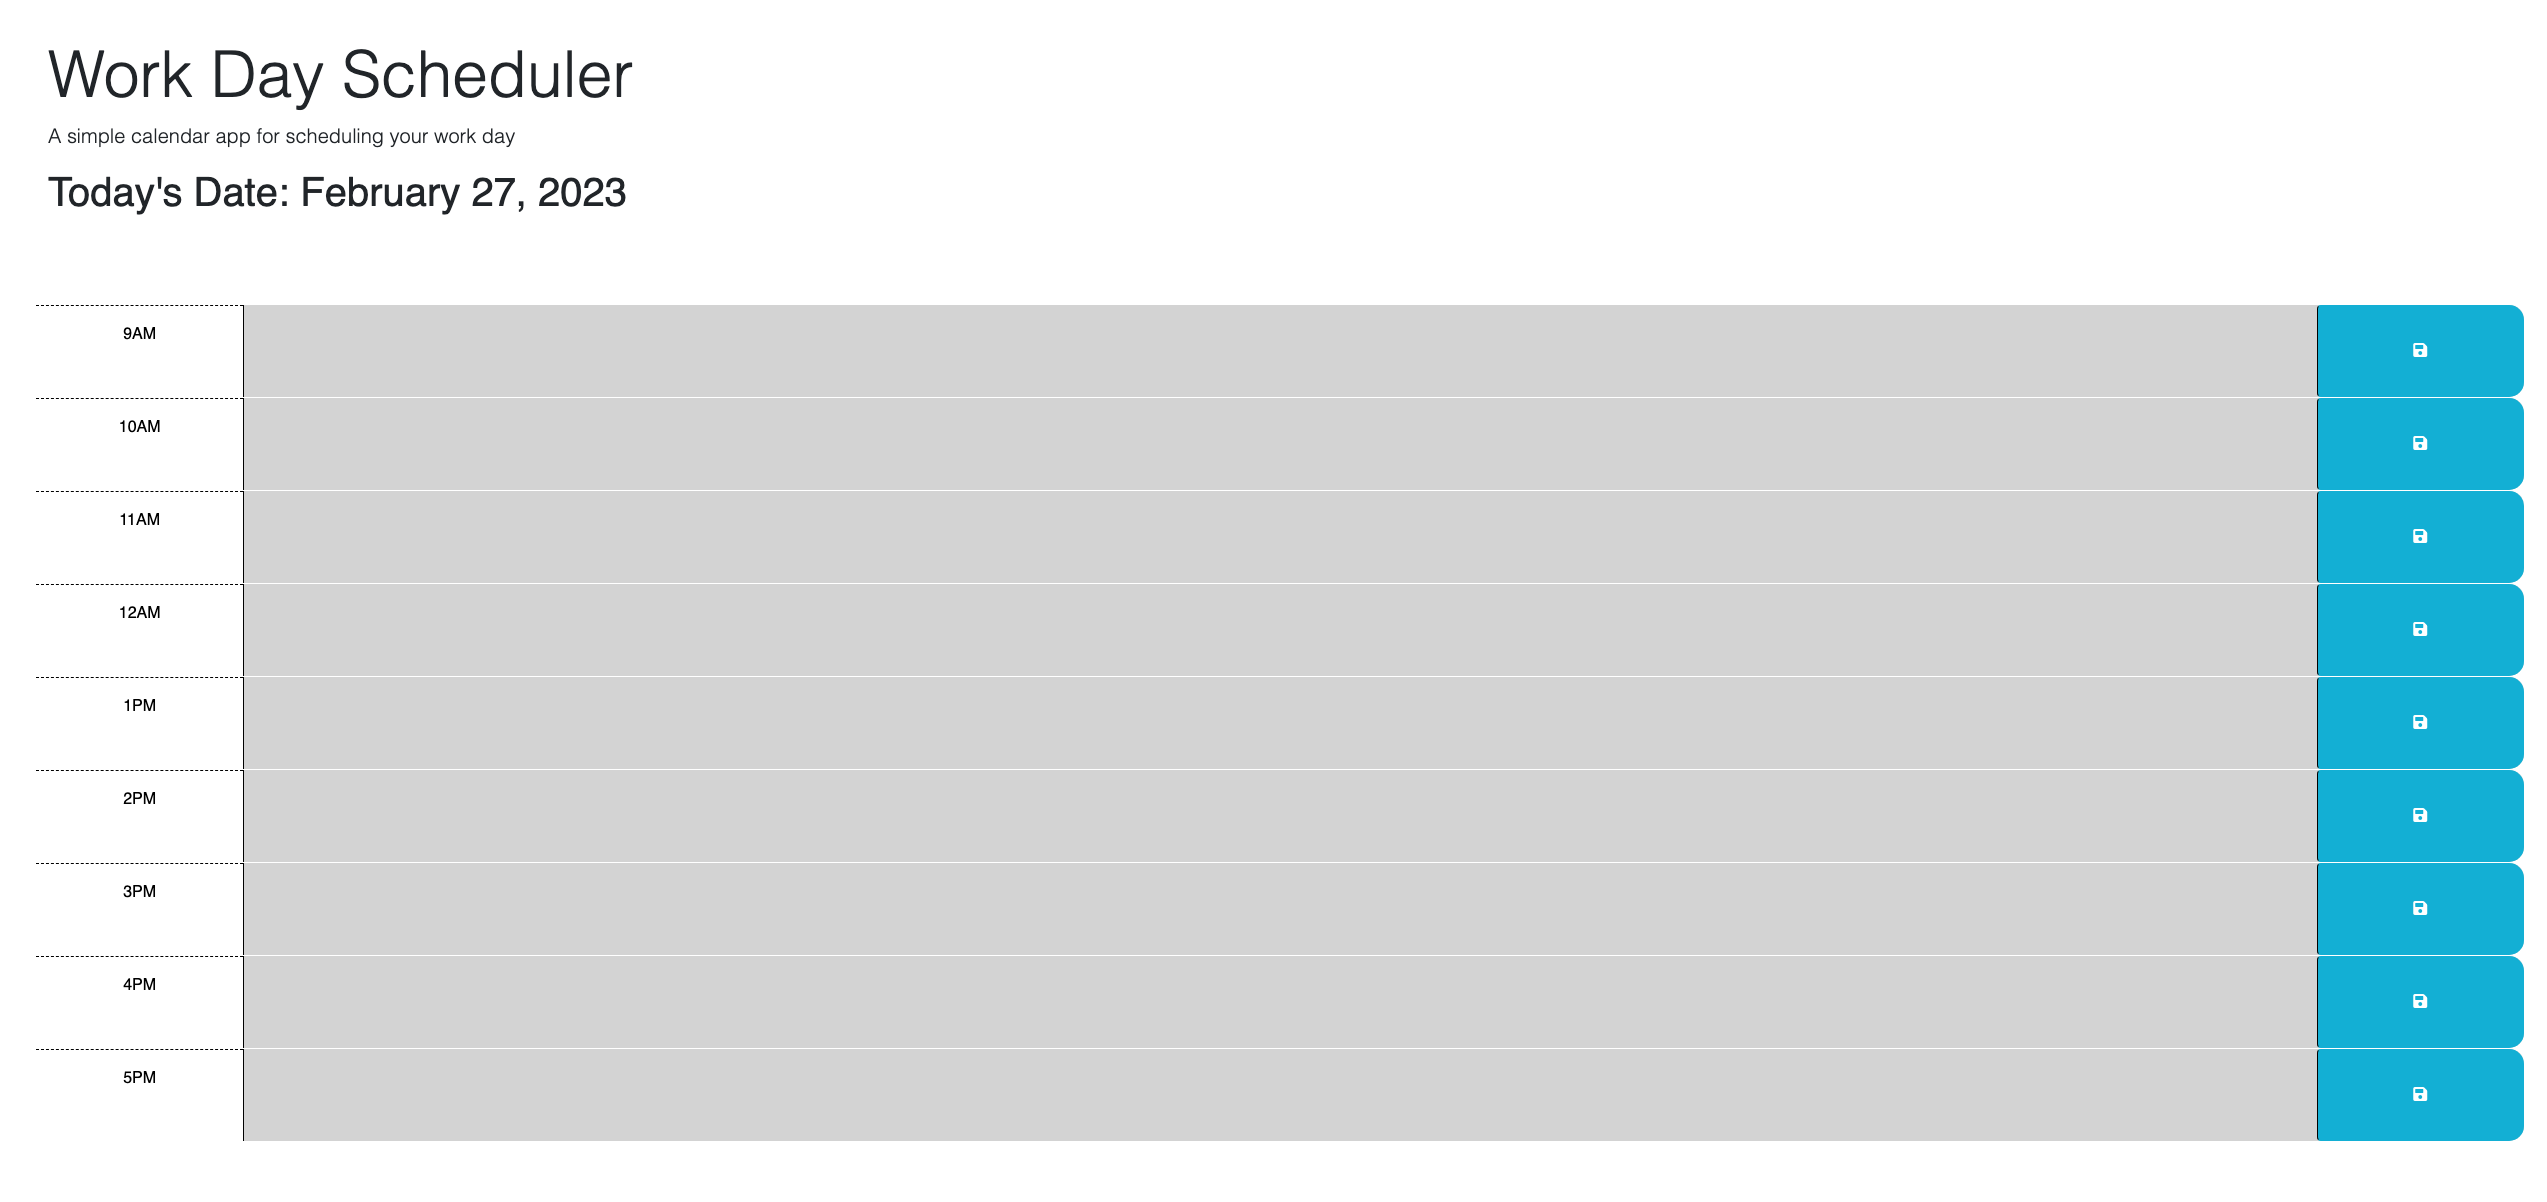 Work Day Scheduler
A simple calendar app for scheduling your work day
Today's Date: February 27, 2023
9AM
10AM
11AM
12AM
1PM
2PM
3PM
4PM
5PM